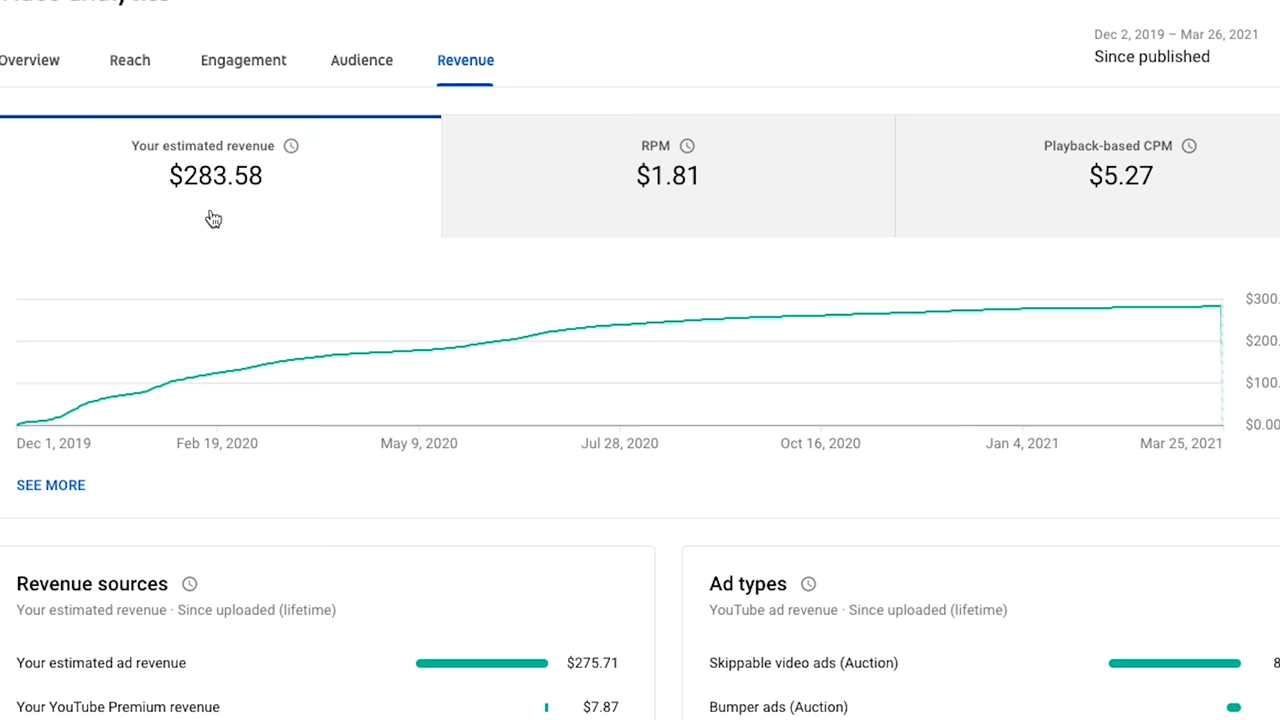 Dec 2, 2019 – Mar 26, 2021
Overview Reach Engagement Audience Revenue
Since published
Your estimated revenue
$283.58
RPM
$1.81
Playback-based CPM
$5.27
$300.
$200.
$100.
$0.00
Dec 1, 2019 Feb 19, 2020 May 9, 2020 Jul 28, 2020 Oct 16, 2020 Jan 4, 2021 Mar 25, 2021
SEE MORE
Revenue sources
Your estimated revenue · Since uploaded (lifetime)
Your estimated ad revenue $275.71
Your YouTube Premium revenue $7.87
Ad types
YouTube ad revenue · Since uploaded (lifetime)
Skippable video ads (Auction) 8
Bumper ads (Auction)